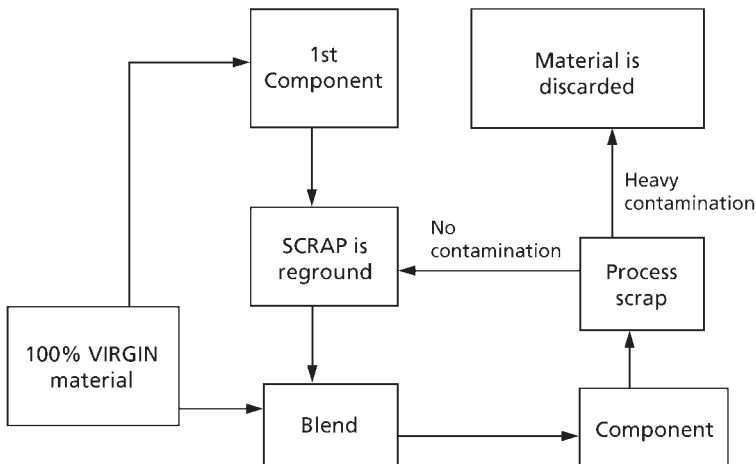 1st
Component
Material is
discarded
Heavy
contamination
No
contamination
SCRAP is
reground
Process
scrap
100% VIRGIN
material
Blend
Component